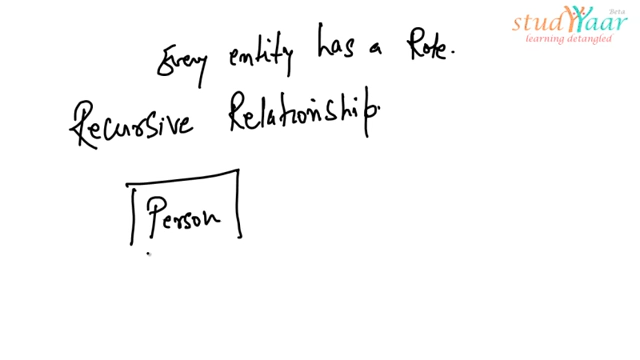 Beta
studYaar
learning detangled
Every entity has a Role.
Recursive Relationship.
Person